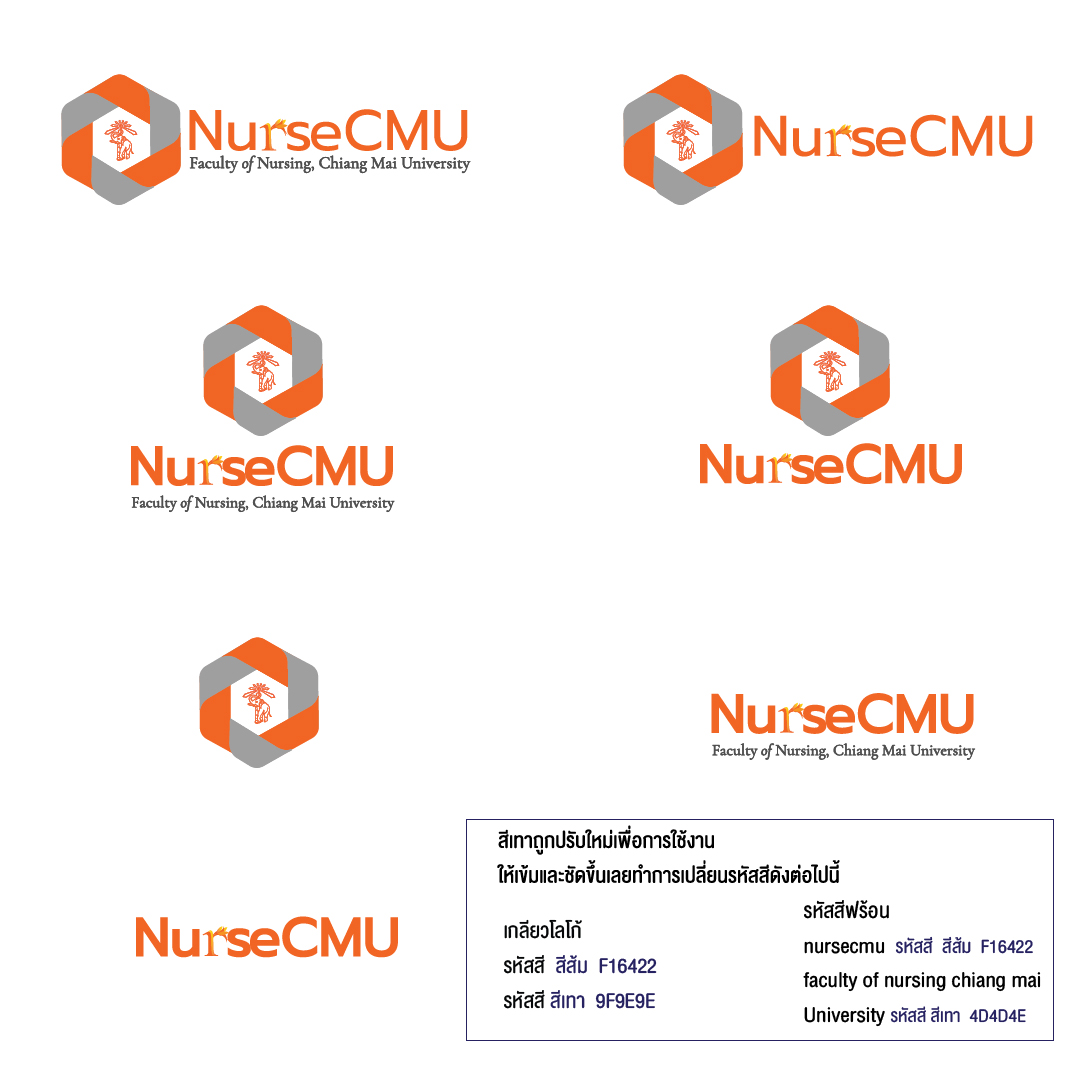 NurseCMU
Faculty of Nursing, Chiang Mai University
NurseCMU
NurseCMU
Faculty of Nursing, Chiang Mai University
NurseCMU
NurseCMU
Faculty of Nursing, Chiang Mai University
NurseCMU
สีเทาถูกปรับใหม่เพื่อการใช้งาน
ให้เข้มและชัดขึ้นเลยทำการเปลี่ยนรหัสสีดังต่อไปนี้
เกลียวโลโก้
รหัสสี สีส้ม F16422
รหัสสี สีเทา 9F9E9E
รหัสสีฟร้อน
nursecmu รหัสสี สีส้ม F16422
faculty of nursing chiang mai
University รหัสสี สีเทา 4D4D4E